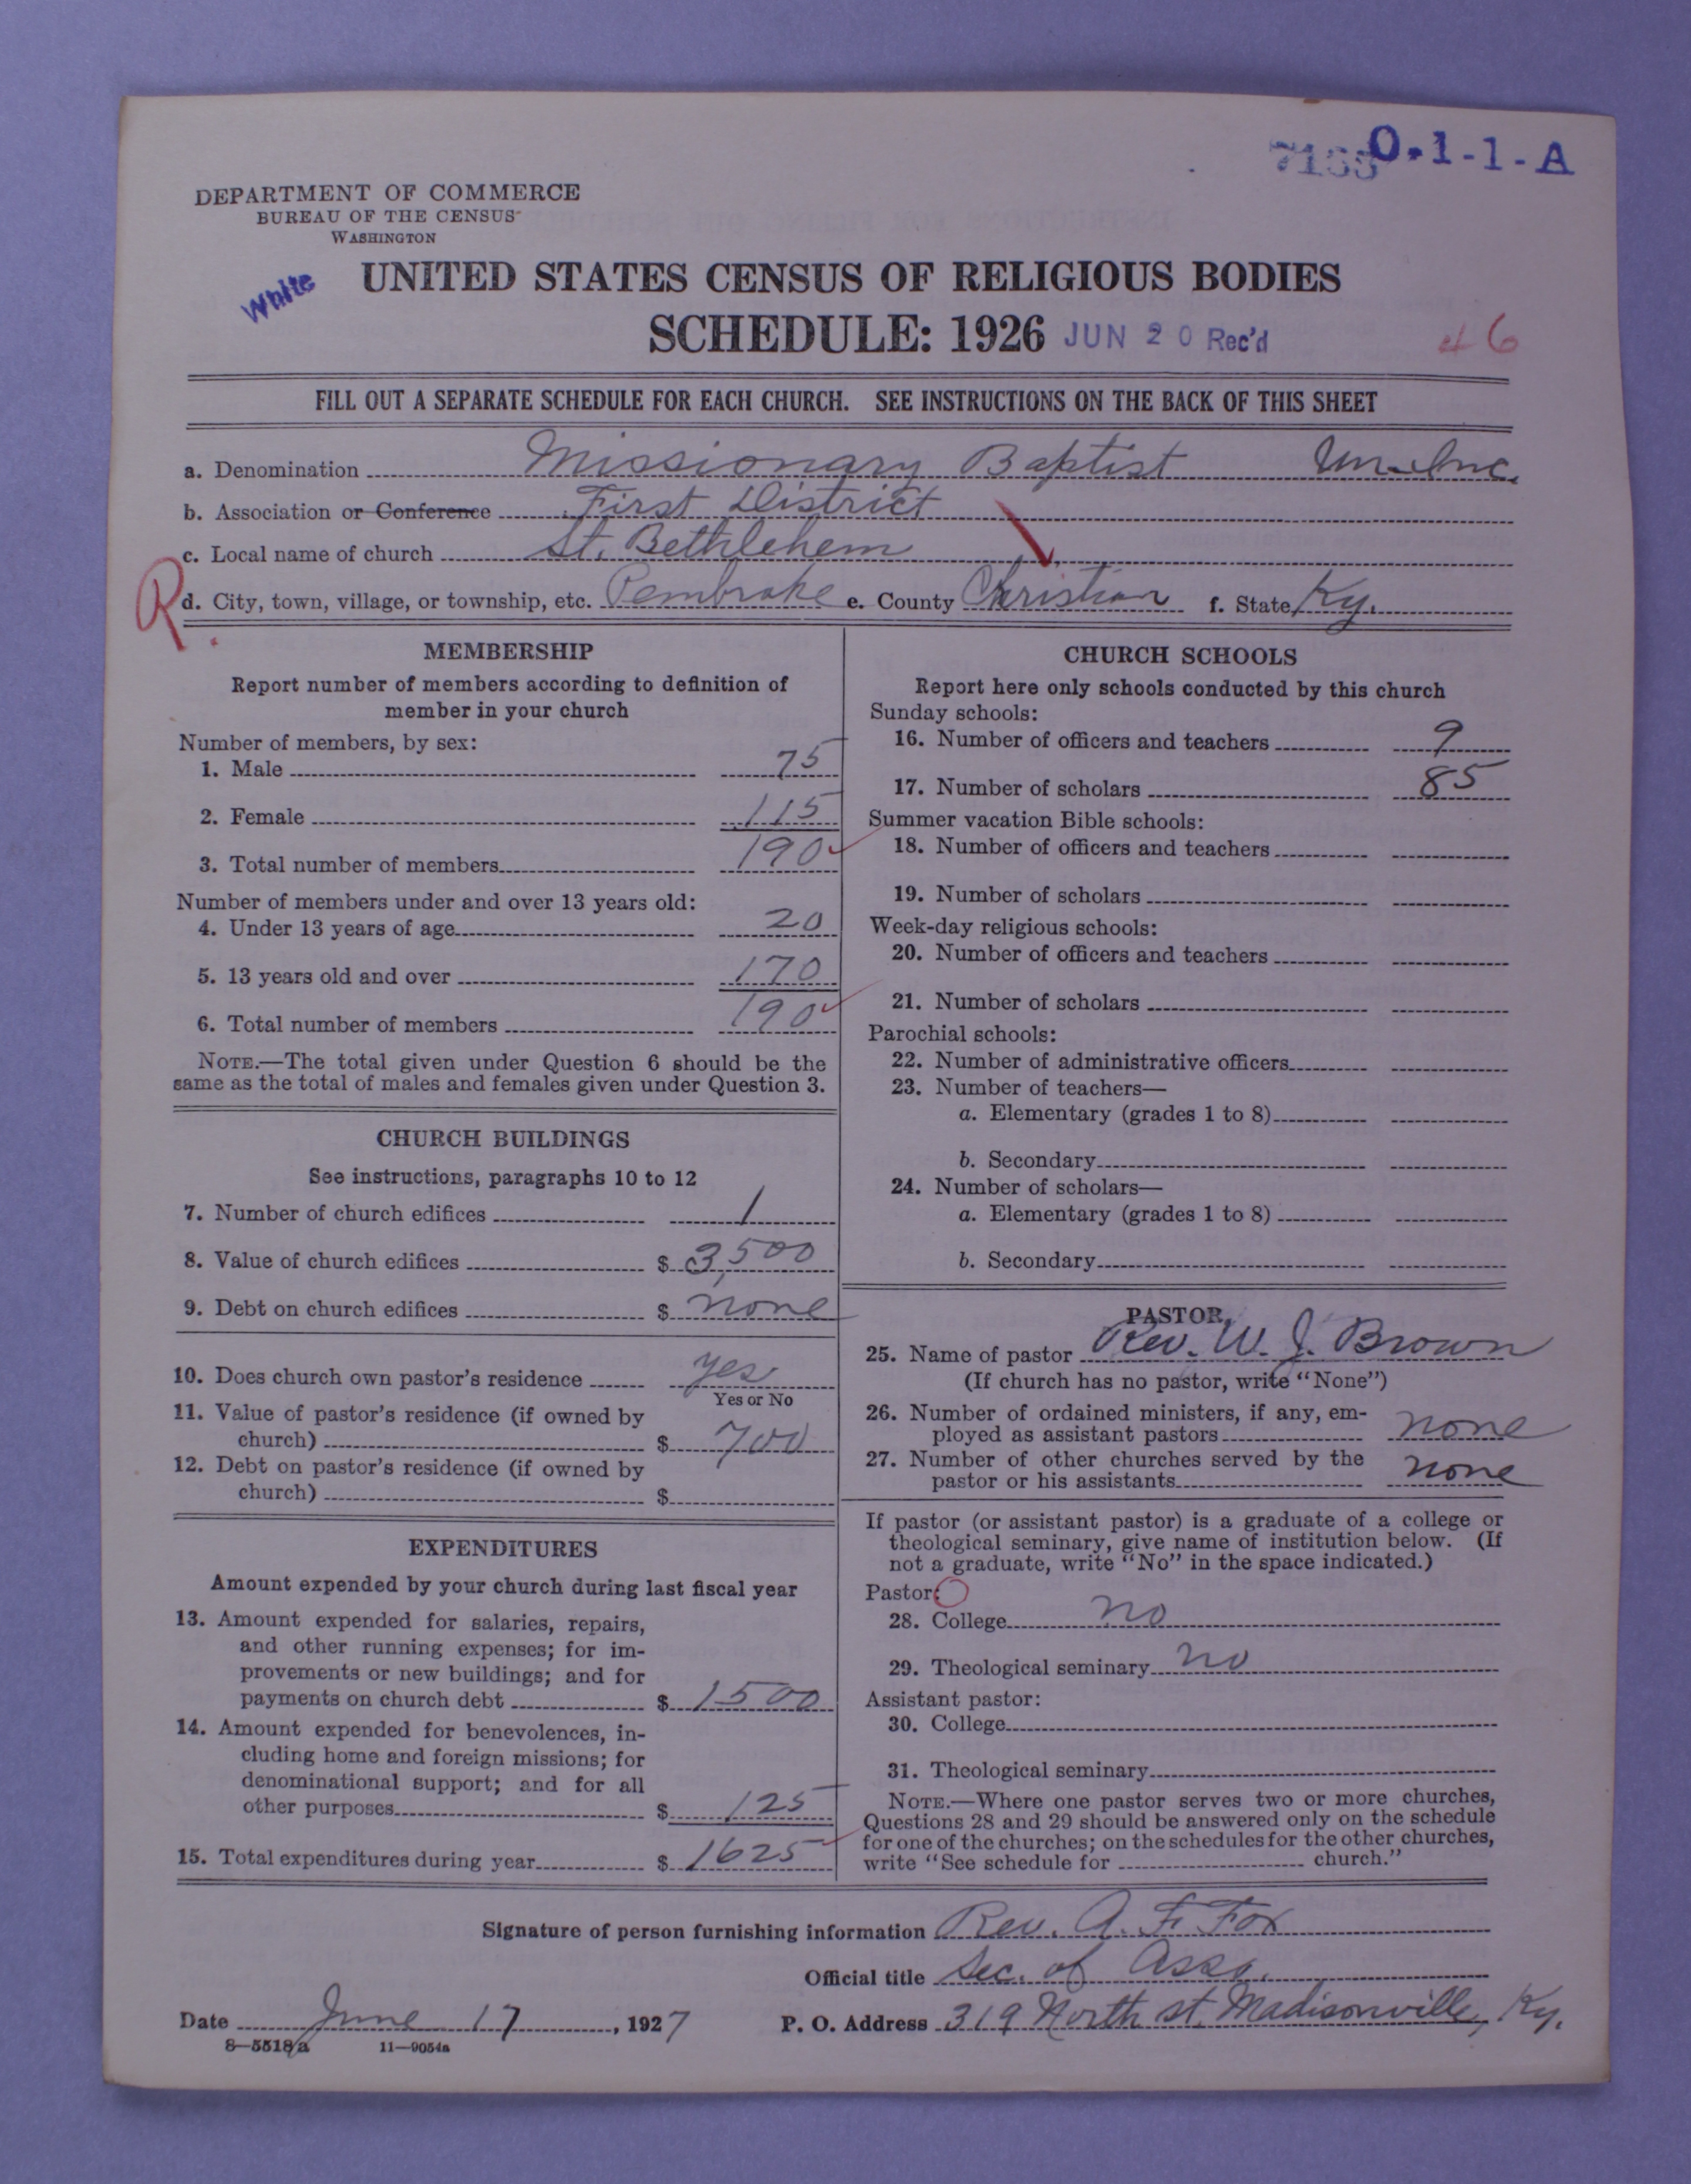 7153 0-1-1-A
DEPARTMENT OF COMMERCE
BUREAU OF THE CENSUS
WASHINGTON
White
UNITED STATES CENSUS OF RELIGIOUS BODIES
SCHEDULE: 1926 JUN 20 Rec'd 46
FILL OUT A SEPARATE SCHEDULE FOR EACH CHURCH. SEE INSTRUCTIONS ON THE BACK OF THIS SHEET
a. Denomination Missionary Baptist Un-Inc.
b. Association or Conference First District
c. Local name of church St. Bethlehem
R. d. City, town, village, or township, etc. Pembroke e. County Christian f. State Ky.
MEMBERSHIP
Report number of members according to definition of
member in your church
Number of members, by sex:
1. Male 75
2. Female 115
3. Total number of members 190
Number of members under and over 13 years old:
4. Under 13 years of age 20
5. 13 years old and over 170
6. Total number of members 190
NOTE.—The total given under Question 6 should be the
same as the total of males and females given under Question 3.
CHURCH BUILDINGS
See instructions, paragraphs 10 to 12
7. Number of church edifices 1
8. Value of church edifices $ 3,500
9. Debt on church edifices $ none
10. Does church own pastor's residence yes
Yes or No
11. Value of pastor's residence (if owned by
church) $ 700
12. Debt on pastor's residence (if owned by
church) $
EXPENDITURES
Amount expended by your church during last fiscal year
13. Amount expended for salaries, repairs,
and other running expenses; for im-
provements or new buildings; and for
payments on church debt $ 1500
14. Amount expended for benevolences, in-
cluding home and foreign missions; for
denominational support; and for all
other purposes $ 125
15. Total expenditures during year $ 1625
CHURCH SCHOOLS
Report here only schools conducted by this church
Sunday schools:
16. Number of officers and teachers 9
17. Number of scholars 85
Summer vacation Bible schools:
18. Number of officers and teachers
19. Number of scholars
Week-day religious schools:
20. Number of officers and teachers
21. Number of scholars
Parochial schools:
22. Number of administrative officers
23. Number of teachers—
a. Elementary (grades 1 to 8)
b. Secondary
24. Number of scholars—
a. Elementary (grades 1 to 8)
b. Secondary
PASTOR
25. Name of pastor Rev. W. J. Brown
(If church has no pastor, write "None")
26. Number of ordained ministers, if any, em-
ployed as assistant pastors none
27. Number of other churches served by the
pastor or his assistants none
If pastor (or assistant pastor) is a graduate of a college or
theological seminary, give name of institution below. (If
not a graduate, write "No" in the space indicated.)
Pastor:
28. College no
29. Theological seminary no
Assistant pastor:
30. College
31. Theological seminary
NOTE.—Where one pastor serves two or more churches,
Questions 28 and 29 should be answered only on the schedule
for one of the churches; on the schedules for the other churches,
write "See schedule for church."
Signature of person furnishing information Rev. A. F. Fox
Official title Sec. of Asso.
Date June 17, 1927 P. O. Address 319 North st. Madisonville, Ky.
8—5518a 11—9054a